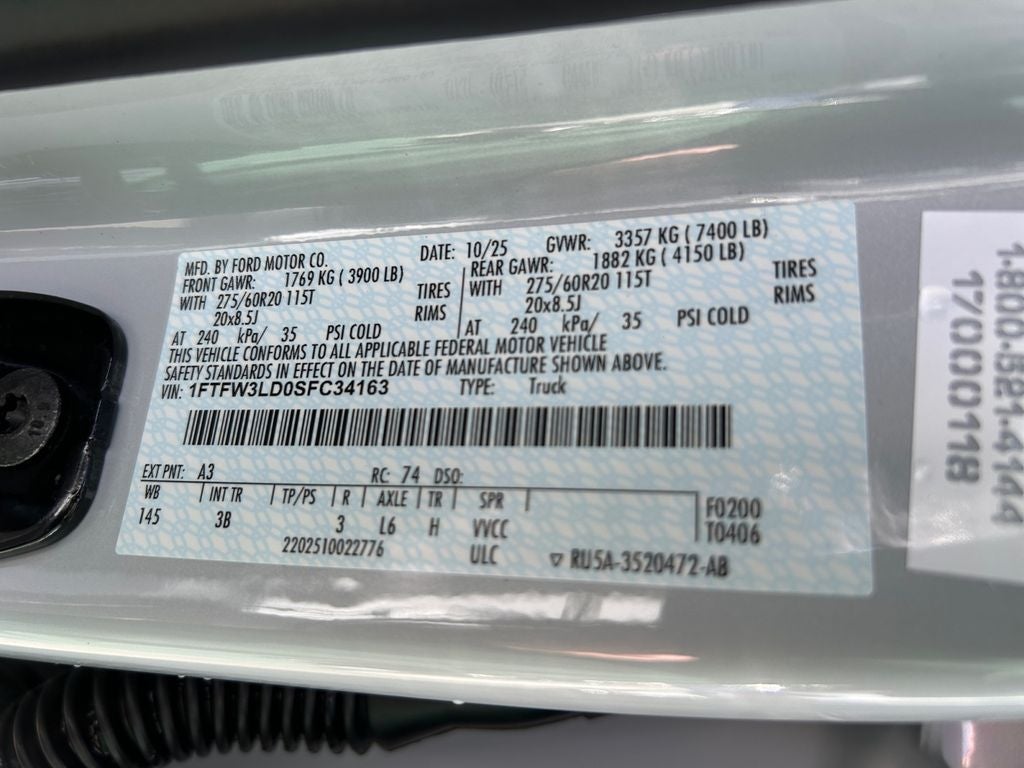 MFD. BY FORD MOTOR CO.
DATE: 10/25 GVWR: 3357 KG ( 7400 LB)
FRONT GAWR: 1769 KG ( 3900 LB)
WITH 275/60R20 115T TIRES
20x8.5J RIMS
AT 240 kPa/ 35 PSI COLD
REAR GAWR: 1882 KG ( 4150 LB)
WITH 275/60R20 115T TIRES
20x8.5J RIMS
AT 240 kPa/ 35 PSI COLD
THIS VEHICLE CONFORMS TO ALL APPLICABLE FEDERAL MOTOR VEHICLE
SAFETY STANDARDS IN EFFECT ON THE DATE OF MANUFACTURE SHOWN ABOVE.
VIN: 1FTFW3LD0SFC34163 TYPE: Truck
EXT PNT: A3 RC: 74 DSO:
WB INT TR TP/PS R AXLE TR SPR
145 3B 3 L6 H VVCC
2202510022776 ULC
F0200
T0406
▽ RU5A-3520472-AB
1-800-521-4144
170000118